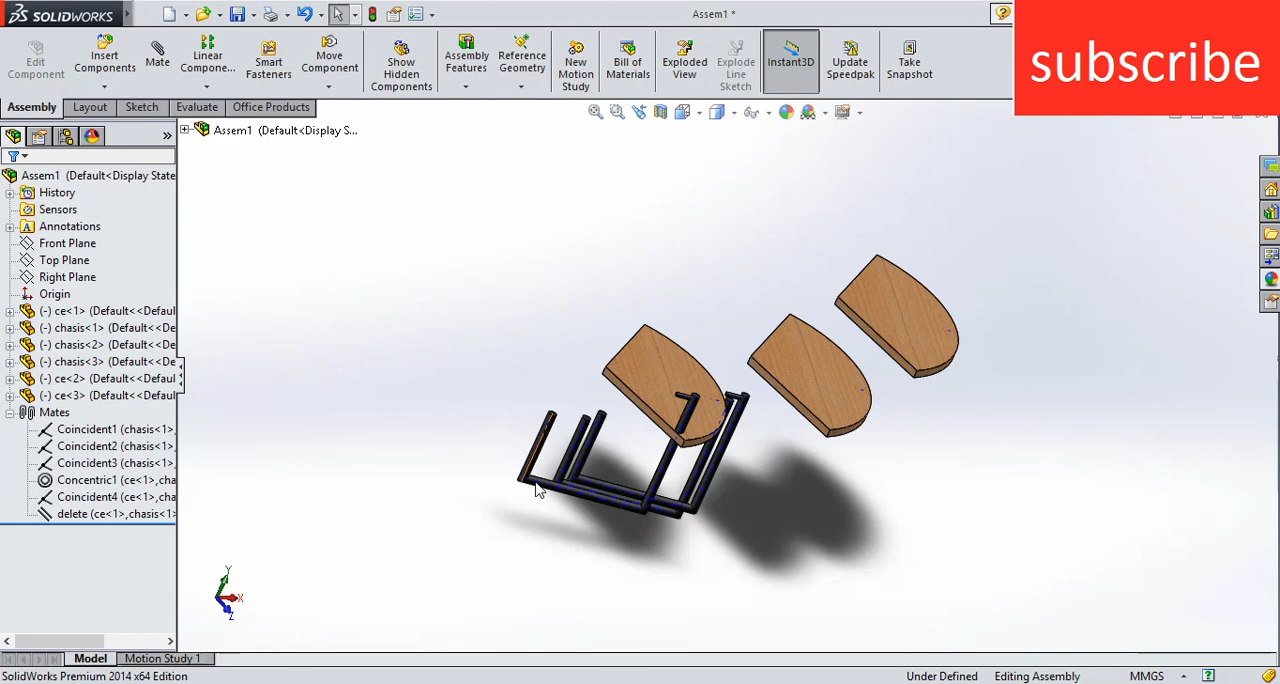 SOLIDWORKS
Assem1 *
subscribe
Edit Component
Insert Components
Mate
Linear Compone...
Smart Fasteners
Move Component
Show Hidden Components
Assembly Features
Reference Geometry
New Motion Study
Bill of Materials
Exploded View
Explode Line Sketch
Instant3D
Update Speedpak
Take Snapshot
Assembly
Layout
Sketch
Evaluate
Office Products
Assem1 (Default<Display S...
Assem1 (Default<Display State
History
Sensors
Annotations
Front Plane
Top Plane
Right Plane
Origin
(-) ce<1> (Default<<Default
(-) chasis<1> (Default<<De
(-) chasis<2> (Default<<De
(-) chasis<3> (Default<<De
(-) ce<2> (Default<<Defaul
(-) ce<3> (Default<<Defaul
Mates
Coincident1 (chasis<1>,
Coincident2 (chasis<1>,
Coincident3 (chasis<1>,
Concentric1 (ce<1>,cha
Coincident4 (chasis<1>,
delete (ce<1>,chasis<1>
Y
X
Z
Model
Motion Study 1
SolidWorks Premium 2014 x64 Edition
Under Defined
Editing Assembly
MMGS